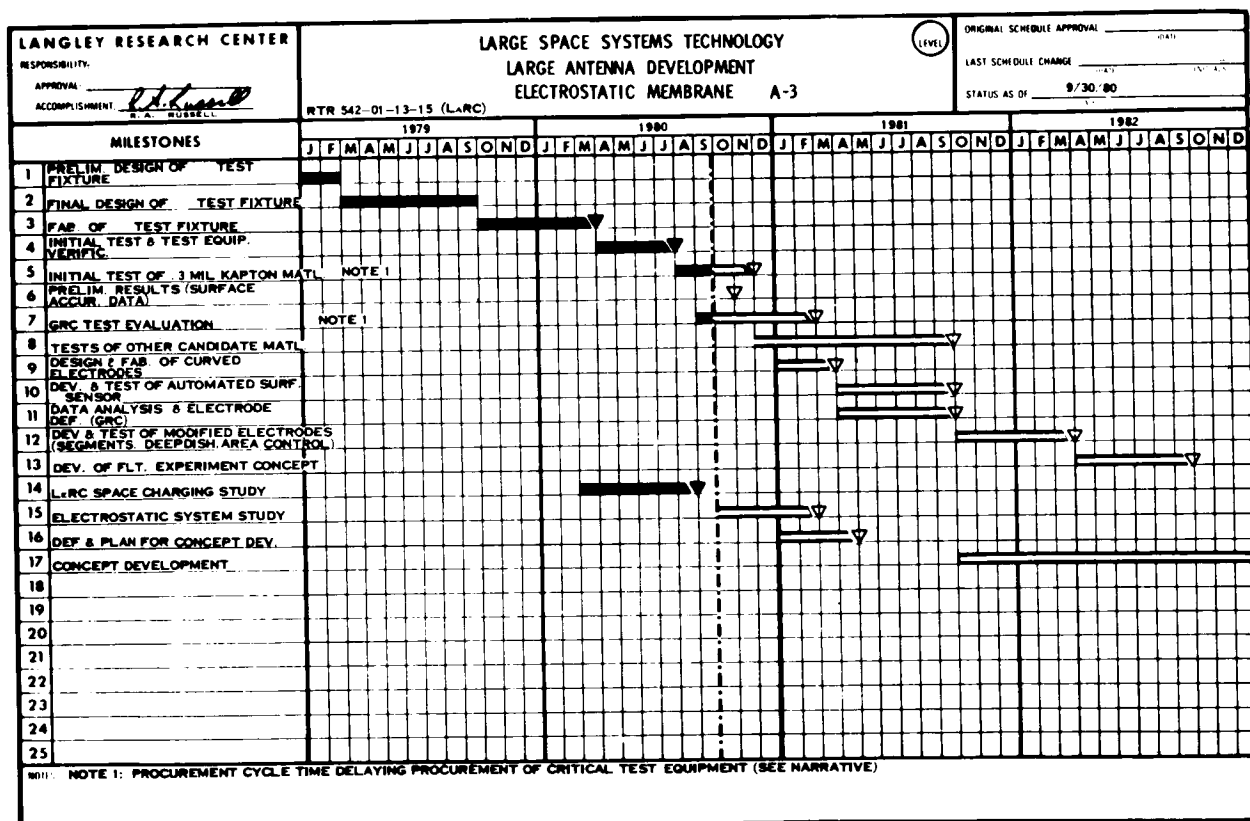 LANGLEY RESEARCH CENTER
RESPONSIBILITY:
APPROVAL
ACCOMPLISHMENT R.A. Russell
R. A. RUSSELL
LARGE SPACE SYSTEMS TECHNOLOGY
LARGE ANTENNA DEVELOPMENT
ELECTROSTATIC MEMBRANE A-3
RTR 542-01-13-15 (LaRC)
LEVEL
ORIGINAL SCHEDULE APPROVAL
(DATE)
LAST SCHEDULE CHANGE
(DATE)
STATUS AS OF 9/30/80
MILESTONES
1979 1980 1981 1982
J F M A M J J A S O N D J F M A M J J A S O N D J F M A M J J A S O N D J F M A M J J A S O N D
1 PRELIM. DESIGN OF TEST
FIXTURE
2 FINAL DESIGN OF TEST FIXTURE
3 FAB. OF TEST FIXTURE
4 INITIAL TEST & TEST EQUIP.
VERIFIC.
5 INITIAL TEST OF .3 MIL KAPTON MATL NOTE 1
6 PRELIM. RESULTS (SURFACE
ACCUR. DATA)
7 GRC TEST EVALUATION NOTE 1
8 TESTS OF OTHER CANDIDATE MATL
9 DESIGN & FAB. OF CURVED
ELECTRODES
10 DEV. & TEST OF AUTOMATED SURF.
SENSOR
11 DATA ANALYSIS & ELECTRODE
DEF. (GRC)
12 DEV & TEST OF MODIFIED ELECTRODES
(SEGMENTS. DEEPDISH. AREA CONTROL)
13 DEV. OF FLT. EXPERIMENT CONCEPT
14 LeRC SPACE CHARGING STUDY
15 ELECTROSTATIC SYSTEM STUDY
16 DEF & PLAN FOR CONCEPT DEV.
17 CONCEPT DEVELOPMENT
18
19
20
21
22
23
24
25
NOTE: NOTE 1: PROCUREMENT CYCLE TIME DELAYING PROCUREMENT OF CRITICAL TEST EQUIPMENT (SEE NARRATIVE)